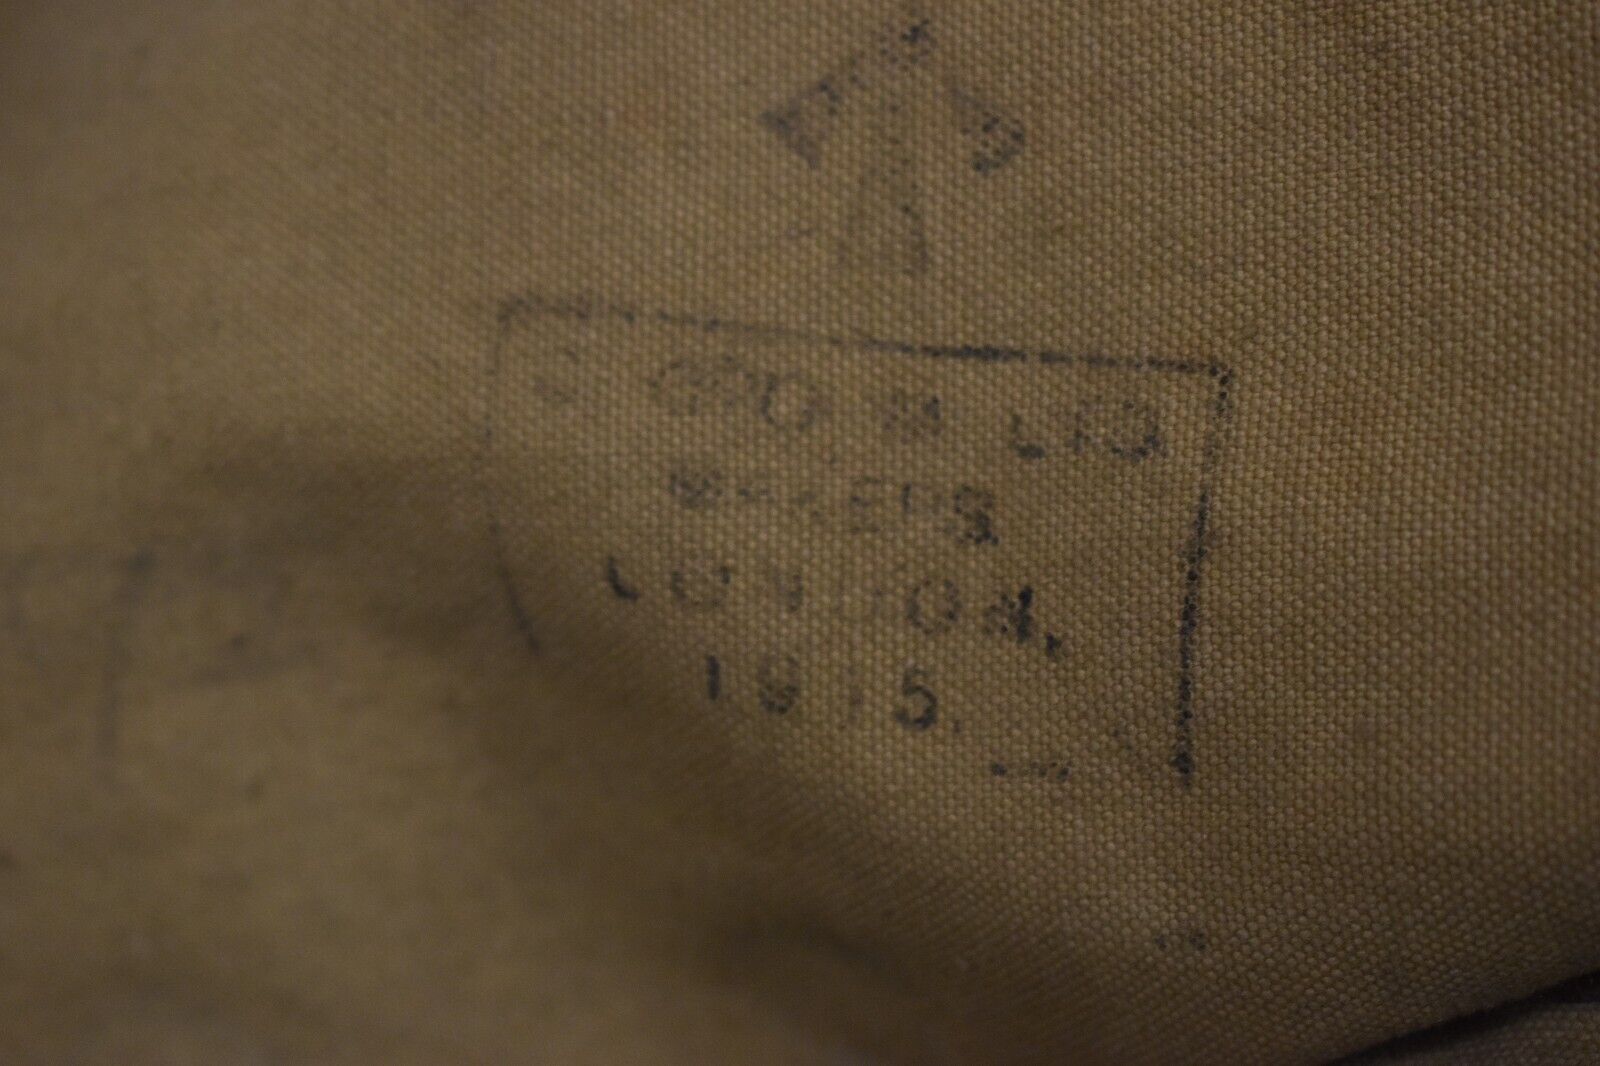 LTD
MAKERS
LONDON,
1915.